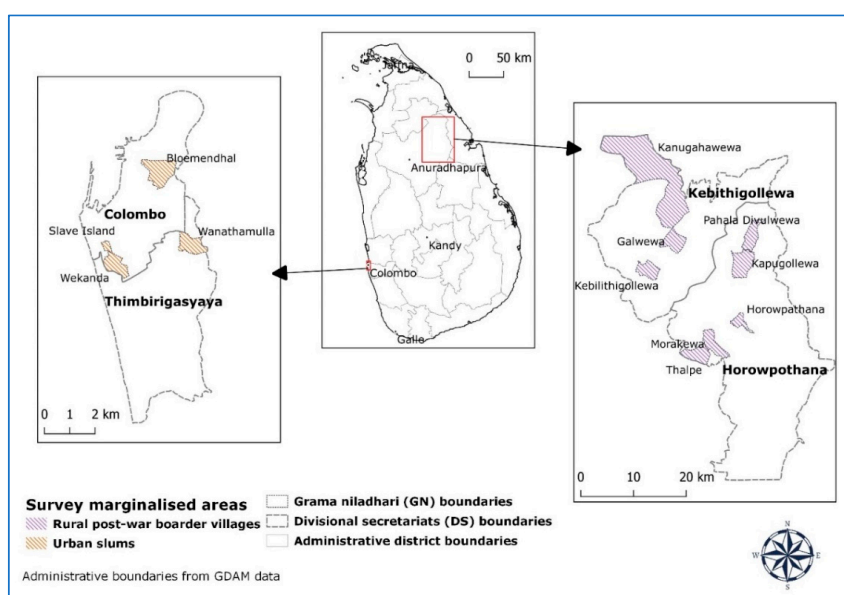 Bloemendhal
Colombo
Slave Island
Wanathamulla
Wekanda
Thimbirigasyaya
0 1 2 km
Jaffna
0 50 km
Anuradhapura
Kandy
Colombo
Galle
Kanugahawewa
Kebithigollewa
Pahala Divulwewa
Galwewa
Kapugollewa
Kebilithigollewa
Horowpathana
Morakewa
Thalpe
Horowpothana
0 10 20 km
Survey marginalised areas
Rural post-war boarder villages
Urban slums
Grama niladhari (GN) boundaries
Divisional secretariats (DS) boundaries
Administrative district boundaries
Administrative boundaries from GDAM data
N
W
E
S